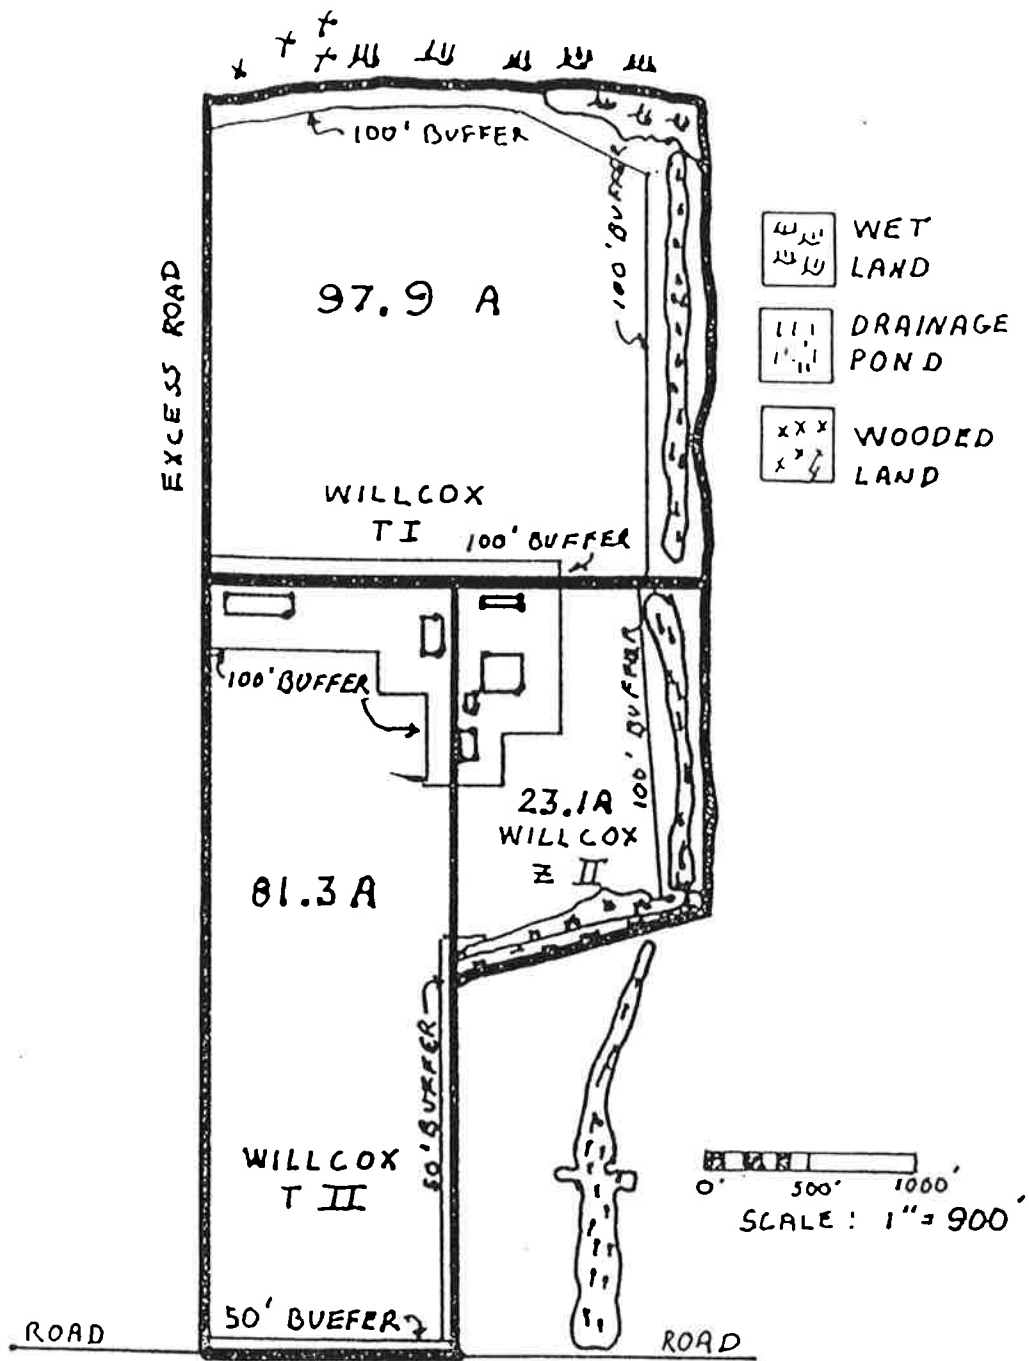 100' BUFFER
100' BUFFER
WET
LAND
97.9 A
EXCESS ROAD
DRAINAGE
POND
WOODED
LAND
WILLCOX
T I
100' BUFFER
100' BUFFER
100' BUFFER
23.1A
WILLCOX
Z II
81.3 A
50' BUFFER
WILLCOX
T III
0' 500' 1000'
SCALE: 1" = 900'
50' BUEFER
ROAD
ROAD